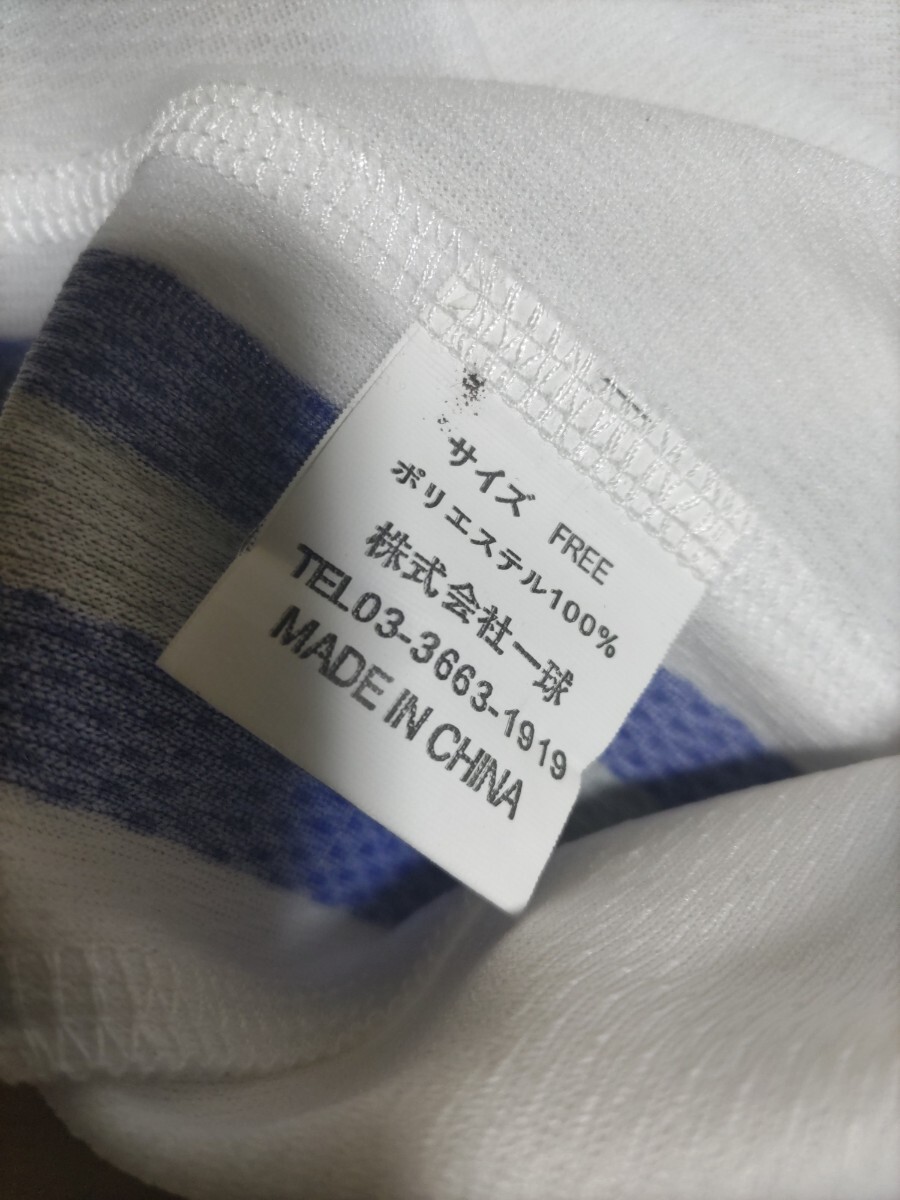 サイズ FREE
ポリエステル100%
株式会社一球
TEL03-3663-1919
MADE IN CHINA